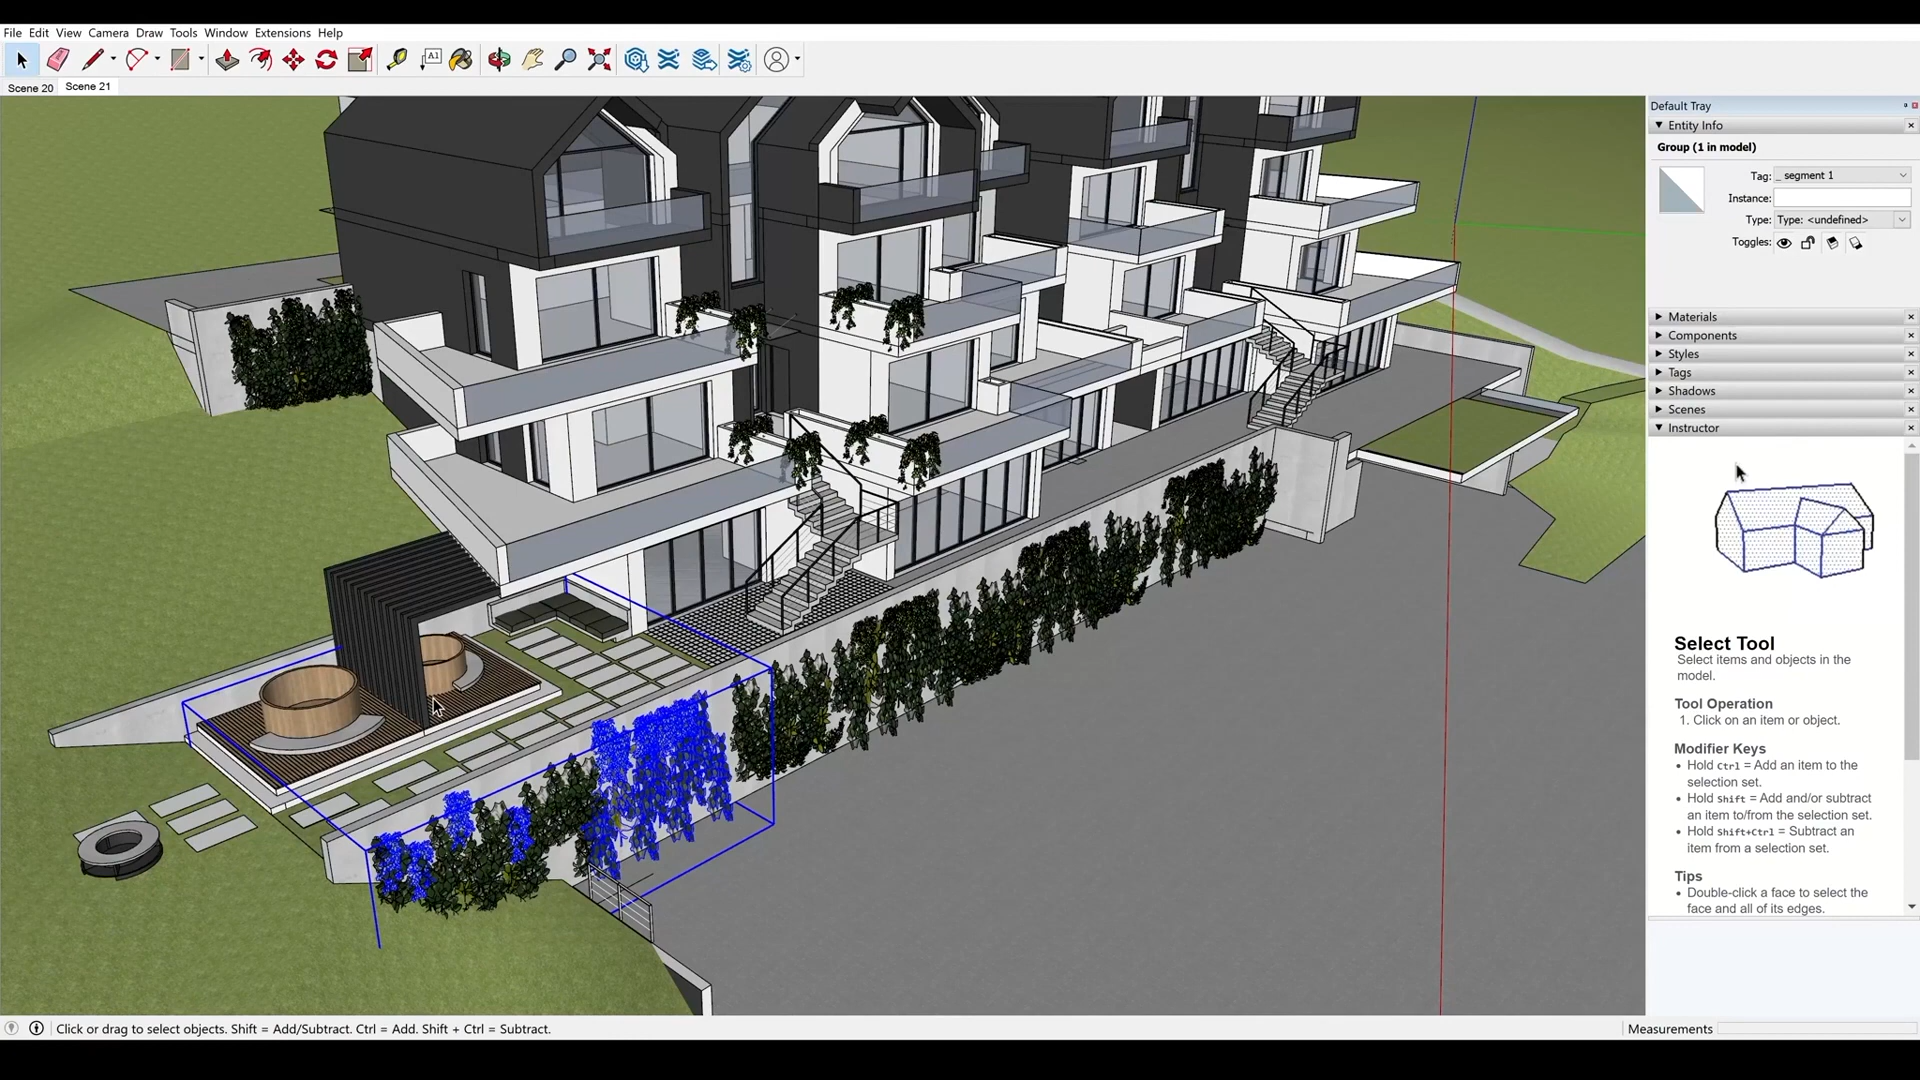 File Edit View Camera Draw Tools Window Extensions Help
A1
Scene 20 Scene 21
Default Tray
Entity Info
Group (1 in model)
Tag: _ segment 1
Instance:
Type: Type: <undefined>
Toggles:
Materials
Components
Styles
Tags
Shadows
Scenes
Instructor
Select Tool
Select items and objects in the
model.
Tool Operation
1. Click on an item or object.
Modifier Keys
• Hold Ctrl = Add an item to the
selection set.
• Hold Shift = Add and/or subtract
an item to/from the selection set.
• Hold Shift+Ctrl = Subtract an
item from a selection set.
Tips
• Double-click a face to select the
face and all of its edges.
Click or drag to select objects. Shift = Add/Subtract. Ctrl = Add. Shift + Ctrl = Subtract.
Measurements